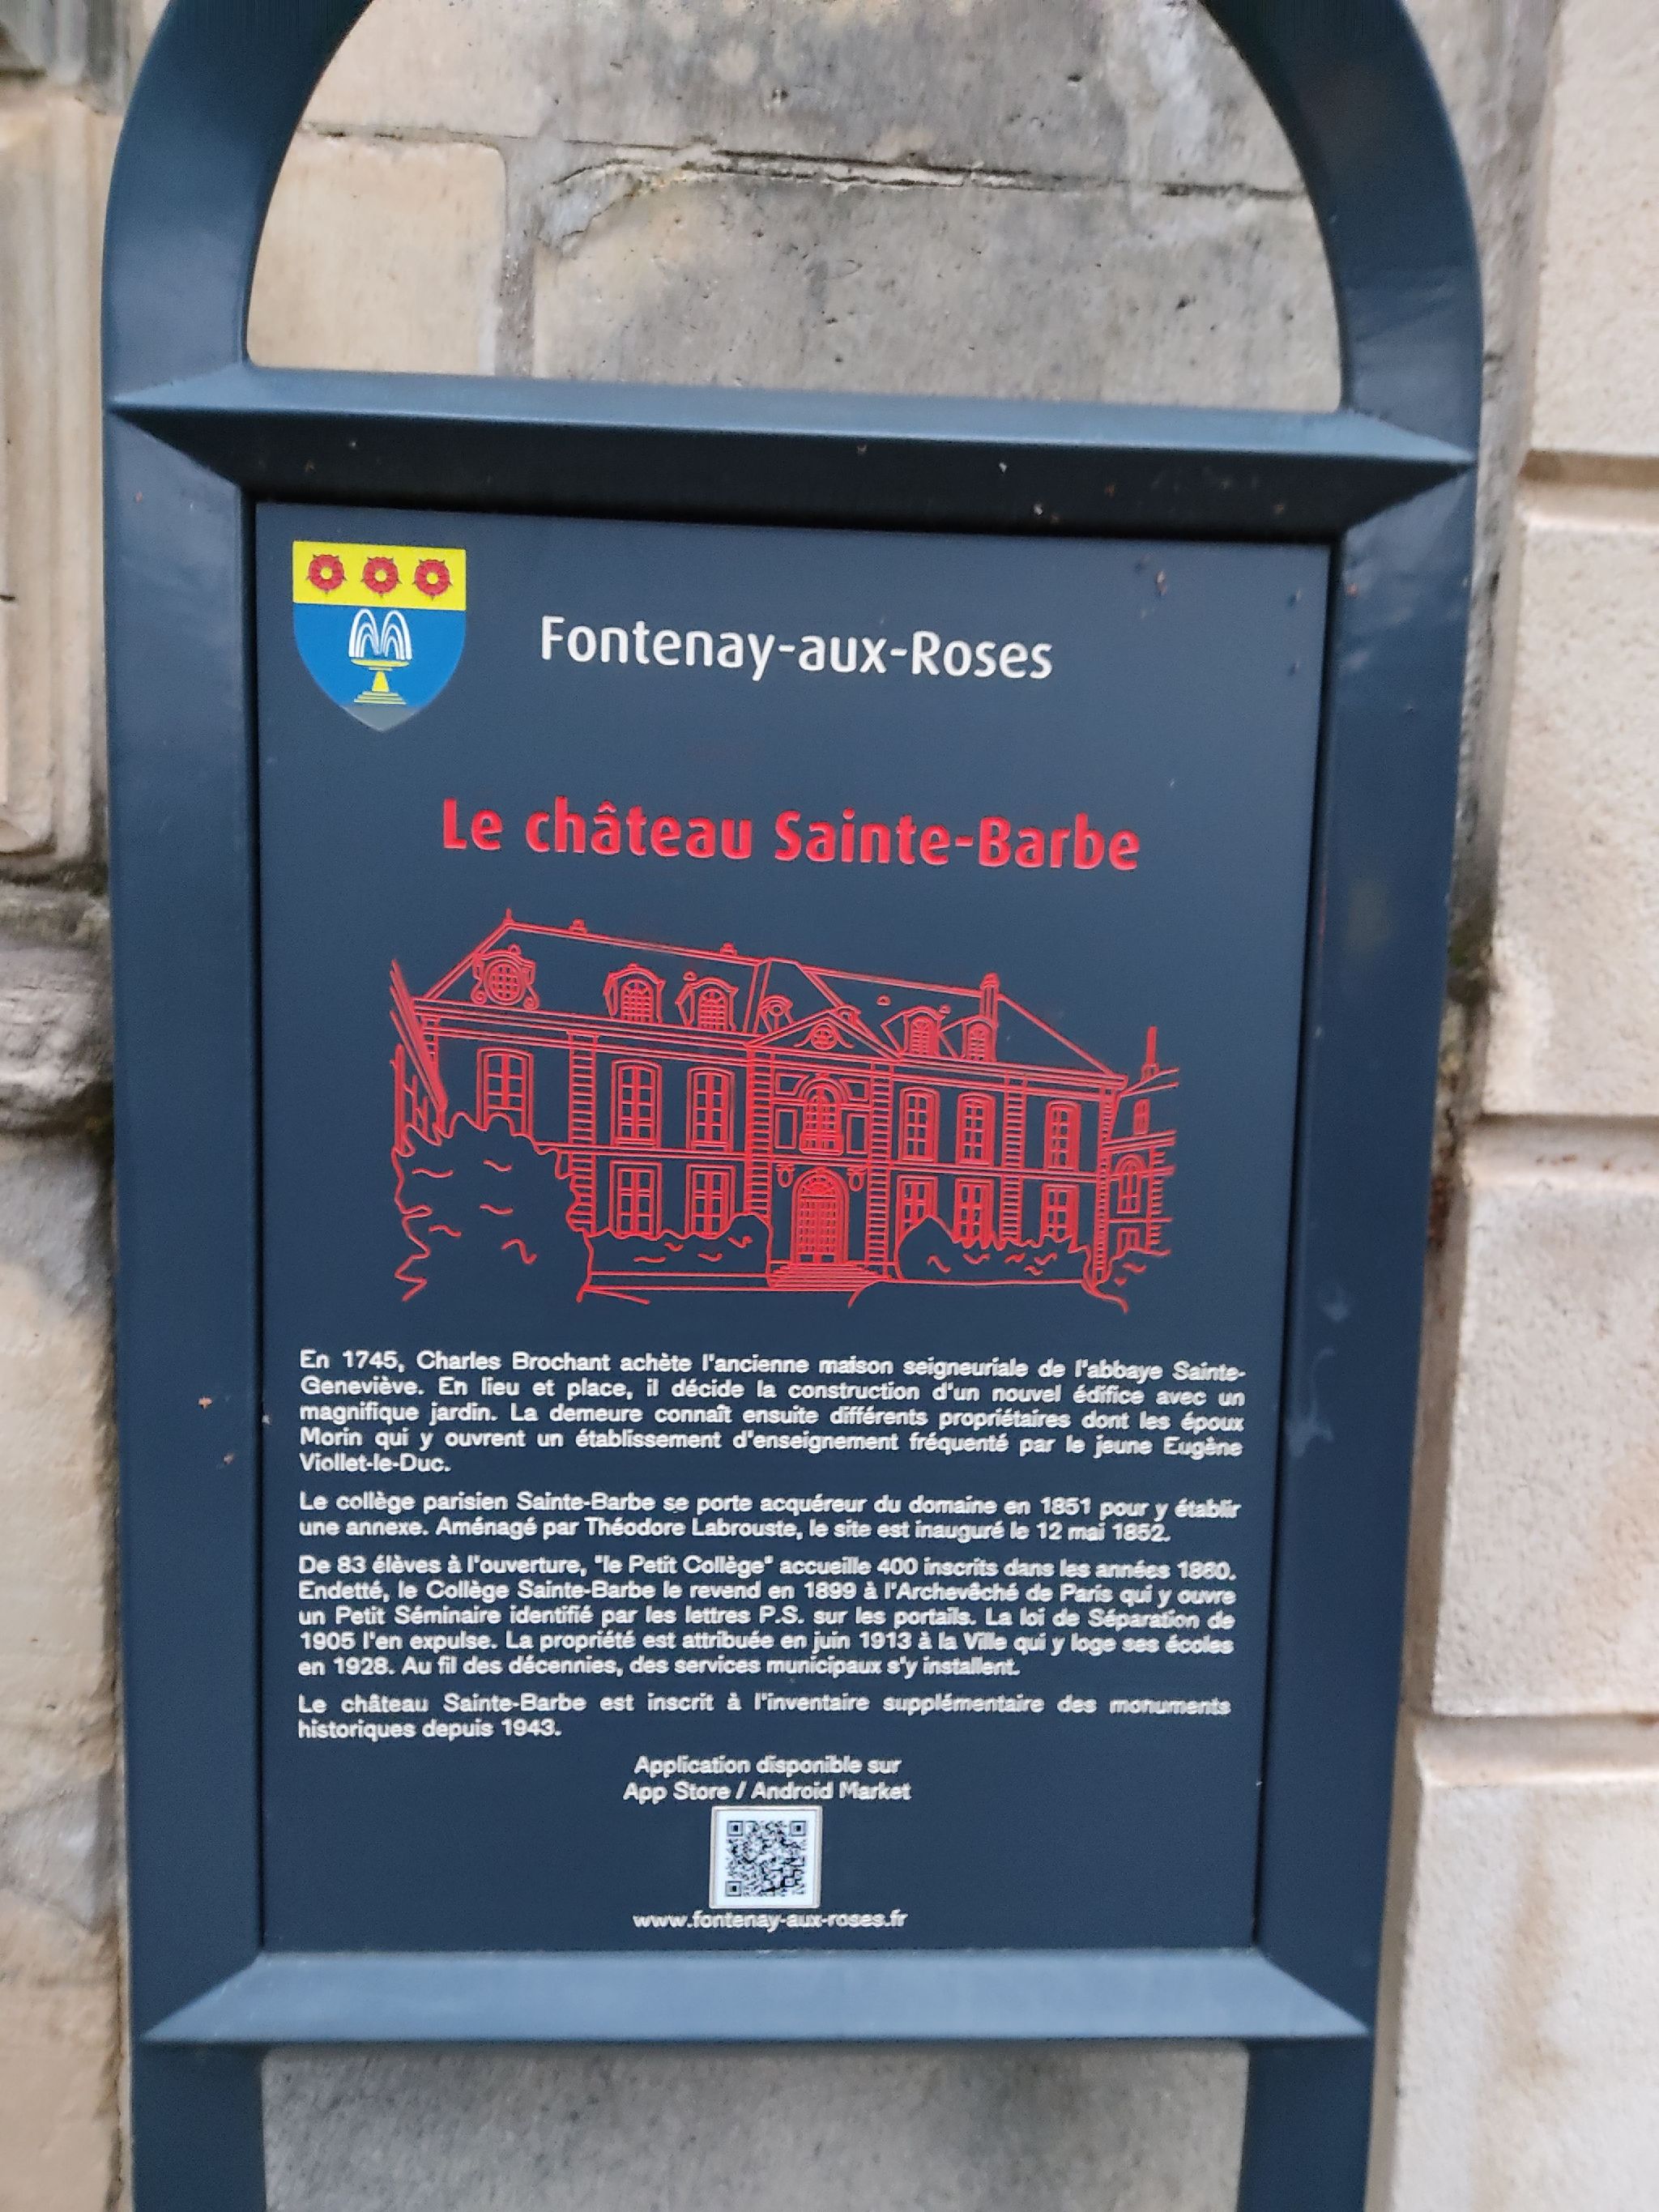 Fontenay-aux-Roses
Le château Sainte-Barbe
En 1745, Charles Brochant achète l'ancienne maison seigneuriale de l'abbaye Sainte-
Geneviève. En lieu et place, il décide la construction d'un nouvel édifice avec un
magnifique jardin. La demeure connaît ensuite différents propriétaires dont les époux
Morin qui y ouvrent un établissement d'enseignement fréquenté par le jeune Eugène
Viollet-le-Duc.
Le collège parisien Sainte-Barbe se porte acquéreur du domaine en 1851 pour y établir
une annexe. Aménagé par Théodore Labrouste, le site est inauguré le 12 mai 1852.
De 83 élèves à l'ouverture, "le Petit Collège" accueille 400 inscrits dans les années 1860.
Endetté, le Collège Sainte-Barbe le revend en 1899 à l'Archevêché de Paris qui y ouvre
un Petit Séminaire identifié par les lettres P.S. sur les portails. La loi de Séparation de
1905 l'en expulse. La propriété est attribuée en juin 1913 à la Ville qui y loge ses écoles
en 1928. Au fil des décennies, des services municipaux s'y installent.
Le château Sainte-Barbe est inscrit à l'inventaire supplémentaire des monuments
historiques depuis 1943.
Application disponible sur
App Store / Android Market
www.fontenay-aux-roses.fr